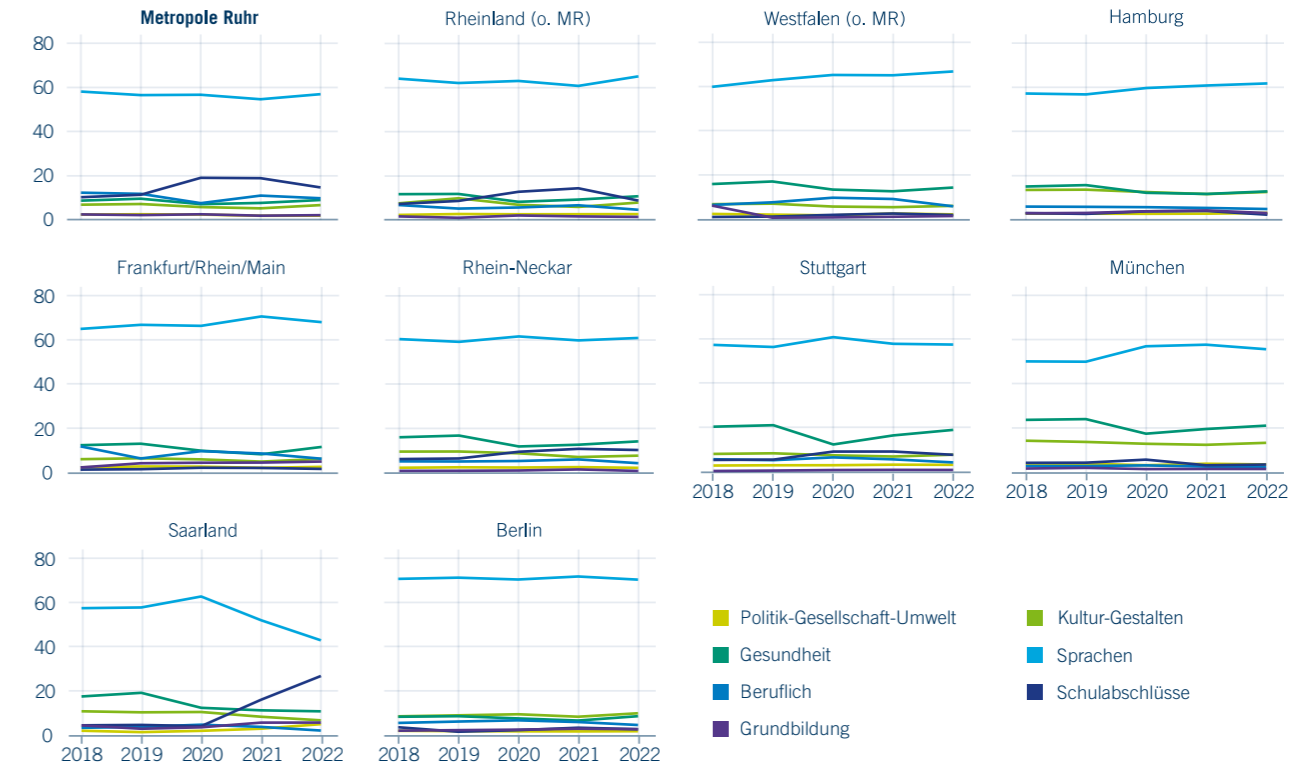 Metropole Ruhr
Rheinland (o. MR)
Westfalen (o. MR)
Hamburg
80
60
40
20
0
Frankfurt/Rhein/Main
Rhein-Neckar
Stuttgart
München
80
60
40
20
0
2018 2019 2020 2021 2022
2018 2019 2020 2021 2022
Saarland
Berlin
80
60
40
20
0
2018 2019 2020 2021 2022
2018 2019 2020 2021 2022
Politik-Gesellschaft-Umwelt
Gesundheit
Beruflich
Grundbildung
Kultur-Gestalten
Sprachen
Schulabschlüsse